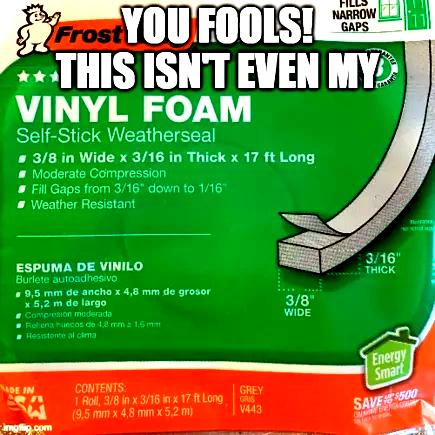 FILLS
NARROW
GAPS
Frost
YOU FOOLS!
THIS ISN'T EVEN MY
VINYL FOAM
Self-Stick Weatherseal
3/8 in Wide x 3/16 in Thick x 17 ft Long
Moderate Compression
Fill Gaps from 3/16" down to 1/16"
Weather Resistant
3/16"
THICK
3/8"
WIDE
ESPUMA DE VINILO
Burlete autoadhesivo
9,5 mm de ancho x 4,8 mm de grosor
x 5,2 m de largo
Compresión moderada
Rellena huecos de 4,8 mm a 1,6 mm
Resistente al clima
Energy
Smart
SAVE $500
MADE IN
USA
CONTENTS:
1 Roll, 3/8 in x 3/16 in x 17 ft Long
(9,5 mm x 4,8 mm x 5,2 m)
GREY
GRIS
V443
imgflip.com